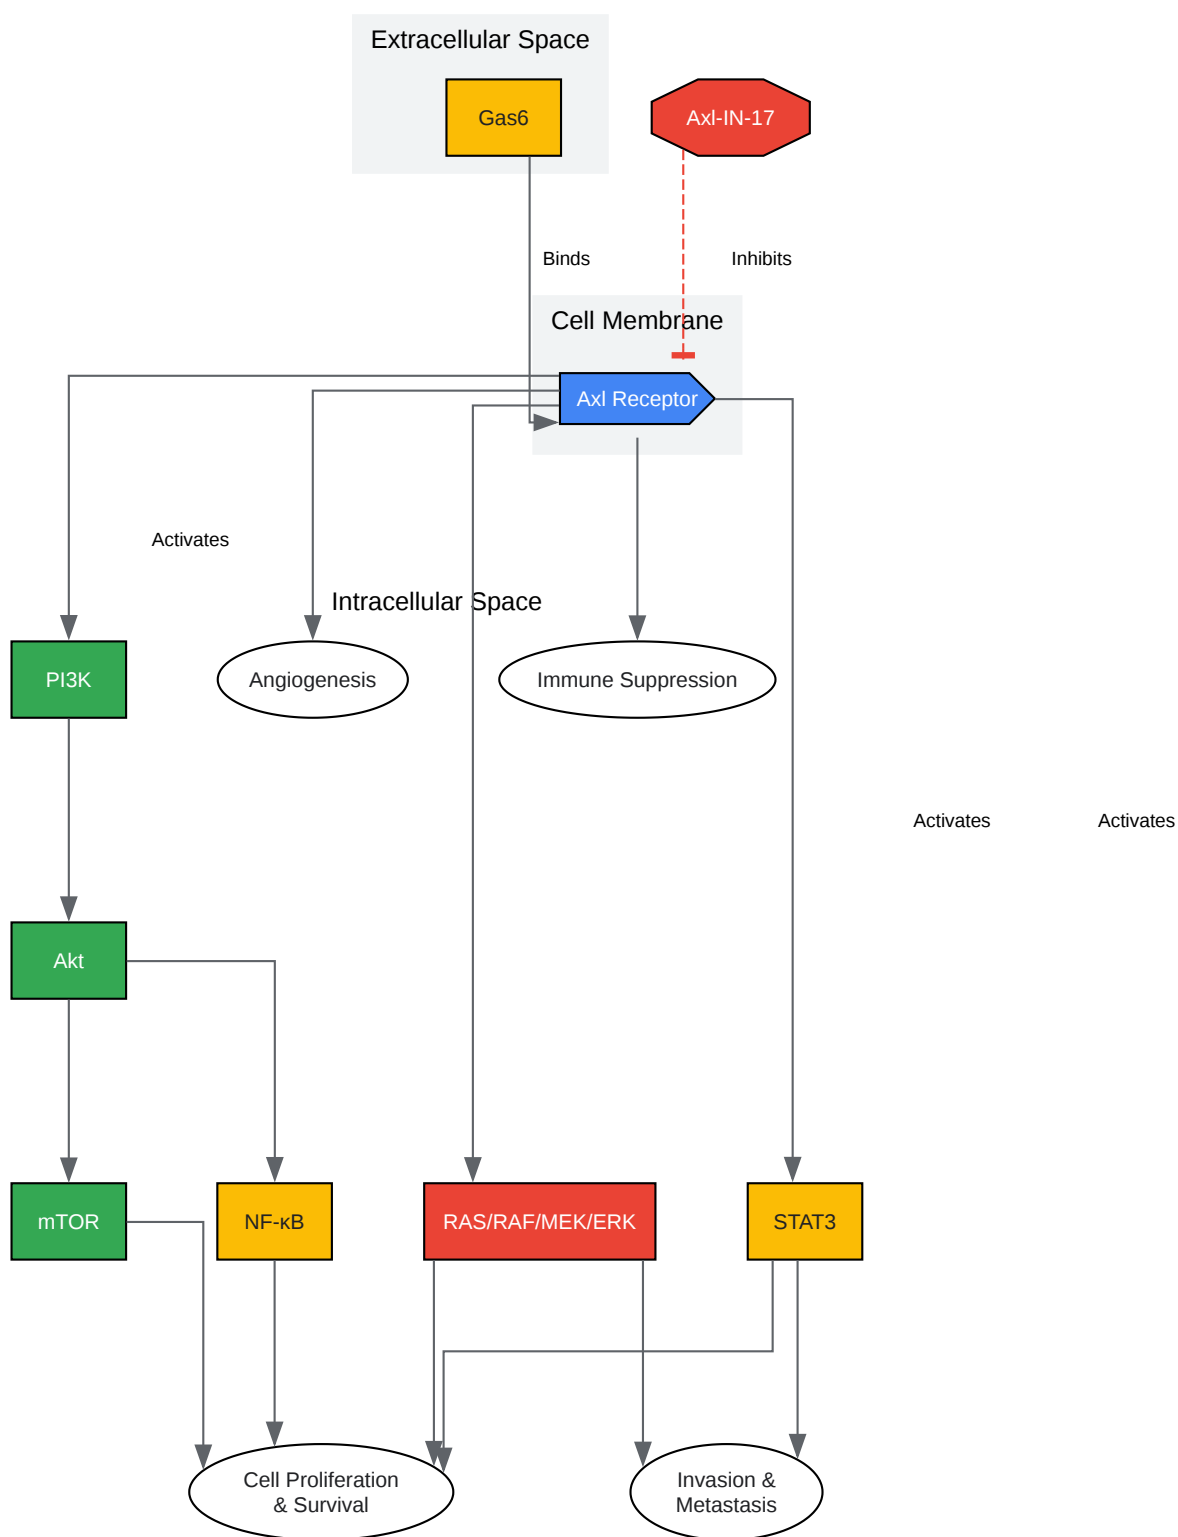 Extracellular Space
Gas6
Axl-IN-17
Binds
Inhibits
Cell Membrane
Axl Receptor
Activates
Intracellular Space
PI3K
Angiogenesis
Immune Suppression
Activates
Activates
Akt
mTOR
NF-κB
RAS/RAF/MEK/ERK
STAT3
Cell Proliferation
& Survival
Invasion &
Metastasis